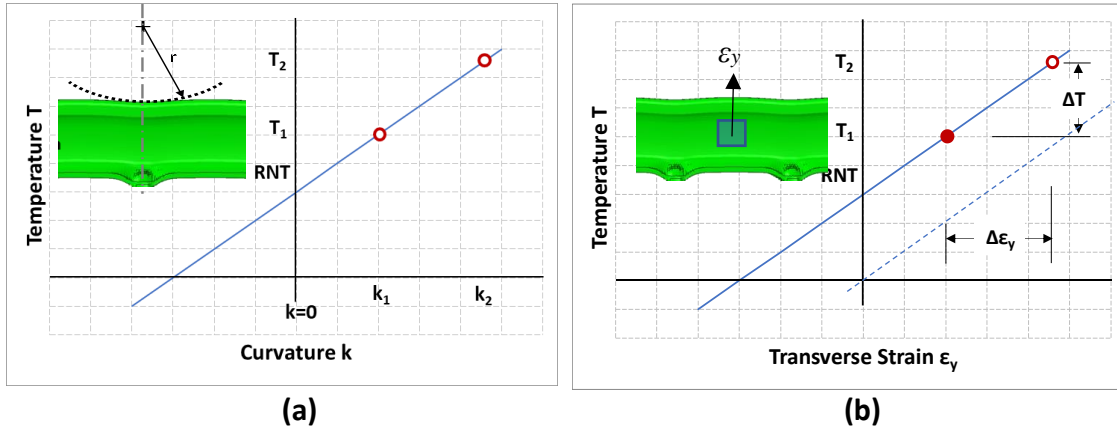 r
T₂
T₁
RNT
Temperature T
k₁
k₂
k=0
Curvature k
(a)
εy
T₂
ΔT
T₁
RNT
Temperature T
Δεy
Transverse Strain εy
(b)